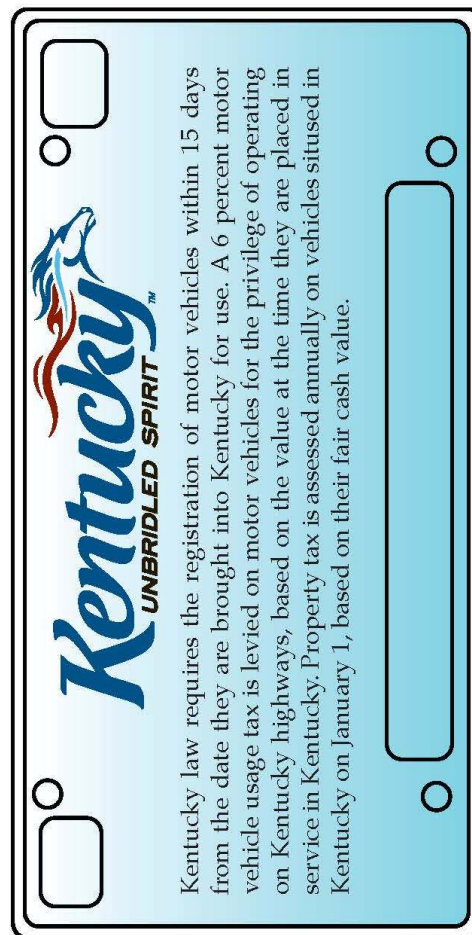 Kentucky™
UNBRIDLED SPIRIT
Kentucky law requires the registration of motor vehicles within 15 days
from the date they are brought into Kentucky for use. A 6 percent motor
vehicle usage tax is levied on motor vehicles for the privilege of operating
on Kentucky highways, based on the value at the time they are placed in
service in Kentucky. Property tax is assessed annually on vehicles sitused in
Kentucky on January 1, based on their fair cash value.